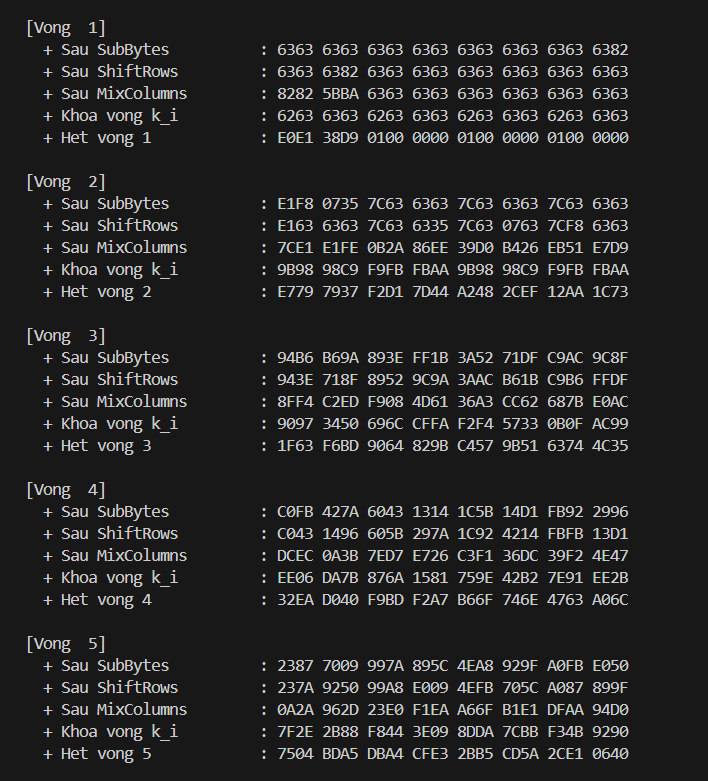 [Vong  1]
+ Sau SubBytes : 6363 6363 6363 6363 6363 6363 6363 6382
+ Sau ShiftRows : 6363 6382 6363 6363 6363 6363 6363 6363
+ Sau MixColumns : 8282 5BBA 6363 6363 6363 6363 6363 6363
+ Khoa vong k_i : 6263 6363 6263 6363 6263 6363 6263 6363
+ Het vong 1 : E0E1 38D9 0100 0000 0100 0000 0100 0000
[Vong  2]
+ Sau SubBytes : E1F8 0735 7C63 6363 7C63 6363 7C63 6363
+ Sau ShiftRows : E163 6363 7C63 6335 7C63 0763 7CF8 6363
+ Sau MixColumns : 7CE1 E1FE 0B2A 86EE 39D0 B426 EB51 E7D9
+ Khoa vong k_i : 9B98 98C9 F9FB FBAA 9B98 98C9 F9FB FBAA
+ Het vong 2 : E779 7937 F2D1 7D44 A248 2CEF 12AA 1C73
[Vong  3]
+ Sau SubBytes : 94B6 B69A 893E FF1B 3A52 71DF C9AC 9C8F
+ Sau ShiftRows : 943E 718F 8952 9C9A 3AAC B61B C9B6 FFDF
+ Sau MixColumns : 8FF4 C2ED F908 4D61 36A3 CC62 687B E0AC
+ Khoa vong k_i : 9097 3450 696C CFFA F2F4 5733 0B0F AC99
+ Het vong 3 : 1F63 F6BD 9064 829B C457 9B51 6374 4C35
[Vong  4]
+ Sau SubBytes : C0FB 427A 6043 1314 1C5B 14D1 FB92 2996
+ Sau ShiftRows : C043 1496 605B 297A 1C92 4214 FBFB 13D1
+ Sau MixColumns : DCEC 0A3B 7ED7 E726 C3F1 36DC 39F2 4E47
+ Khoa vong k_i : EE06 DA7B 876A 1581 759E 42B2 7E91 EE2B
+ Het vong 4 : 32EA D040 F9BD F2A7 B66F 746E 4763 A06C
[Vong  5]
+ Sau SubBytes : 2387 7009 997A 895C 4EA8 929F A0FB E050
+ Sau ShiftRows : 237A 9250 99A8 E009 4EFB 705C A087 899F
+ Sau MixColumns : 0A2A 962D 23E0 F1EA A66F B1E1 DFAA 94D0
+ Khoa vong k_i : 7F2E 2B88 F844 3E09 8DDA 7CBB F34B 9290
+ Het vong 5 : 7504 BDA5 DBA4 CFE3 2BB5 CD5A 2CE1 0640